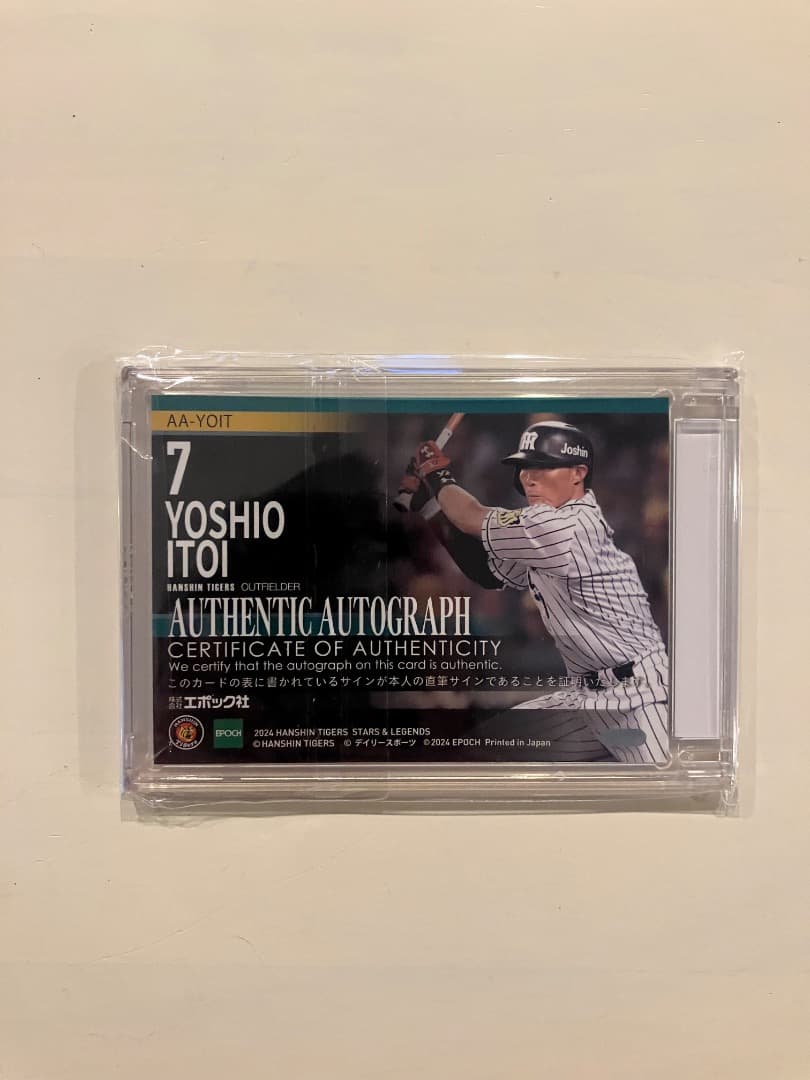 AA-YOIT
7
YOSHIO
ITOI
HANSHIN TIGERS OUTFIELDER
AUTHENTIC AUTOGRAPH
CERTIFICATE OF AUTHENTICITY
We certify that the autograph on this card is authentic.
このカードの表に書かれているサインが本人の直筆サインであることを証明いたします。
株式会社エポック社
EPOCH
2024 HANSHIN TIGERS STARS & LEGENDS
©HANSHIN TIGERS © デイリースポーツ ©2024 EPOCH Printed in Japan
Joshin